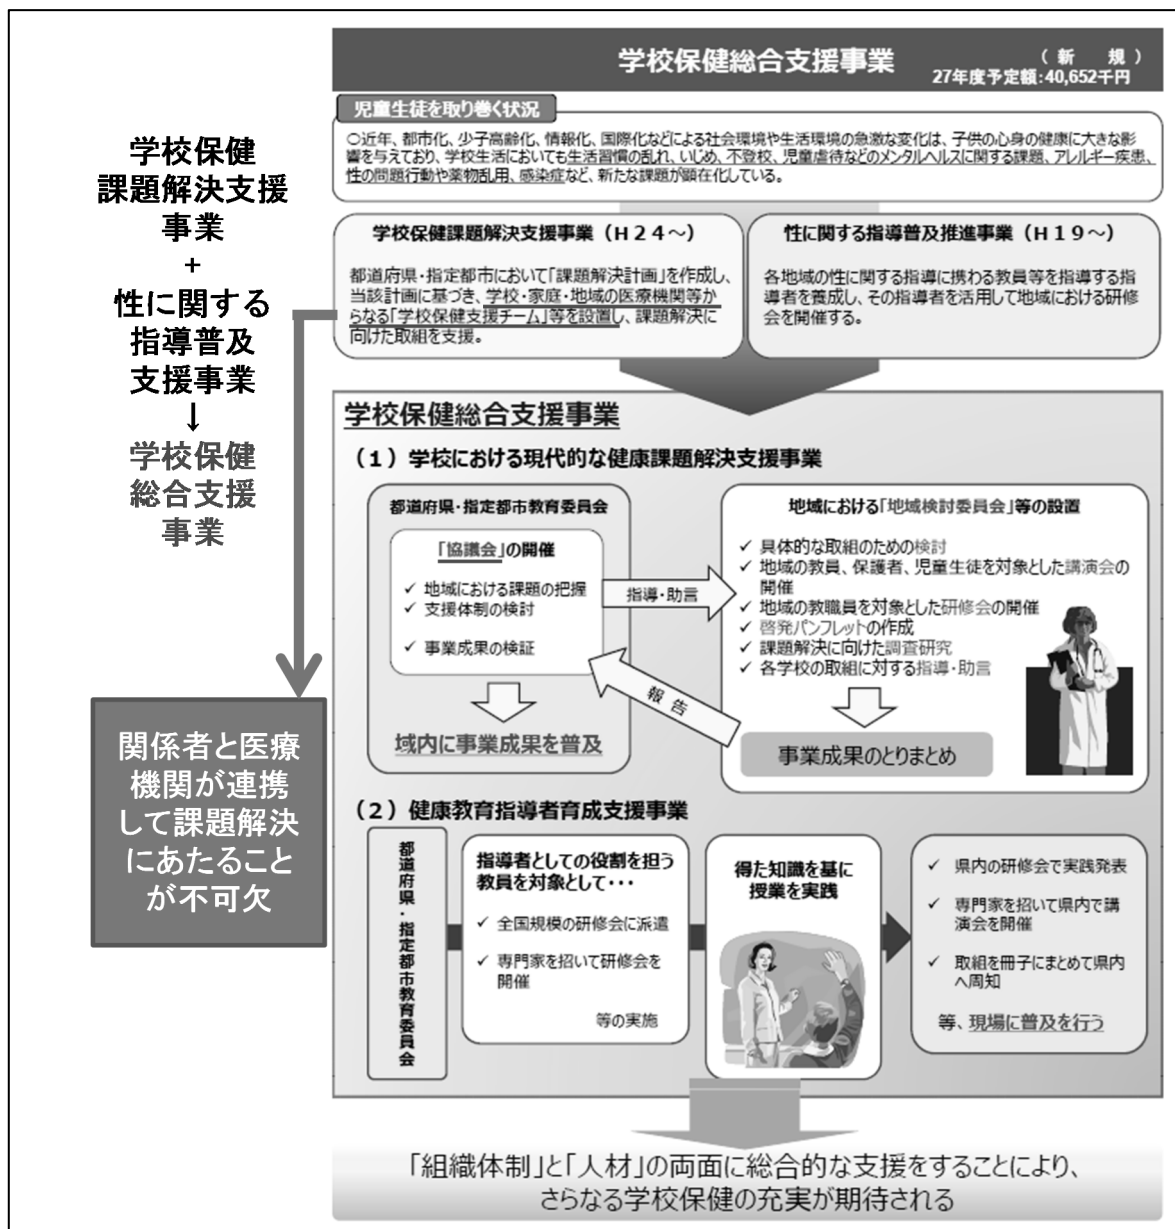 学校保健総合支援事業
(新 規)
27年度予定額:40,652千円
児童生徒を取り巻く状況
○近年、都市化、少子高齢化、情報化、国際化などによる社会環境や生活環境の急激な変化は、子供の心身の健康に大きな影
響を与えており、学校生活においても生活習慣の乱れ、いじめ、不登校、児童虐待などのメンタルヘルスに関する課題、アレルギー疾患、
性の問題行動や薬物乱用、感染症など、新たな課題が顕在化している。
学校保健
課題解決支援
事業
+
性に関する
指導普及
支援事業
↓
学校保健
総合支援
事業
学校保健課題解決支援事業(H24~)
都道府県・指定都市において「課題解決計画」を作成し、
当該計画に基づき、学校・家庭・地域の医療機関等か
らなる「学校保健支援チーム」等を設置し、課題解決に
向けた取組を支援。
性に関する指導普及推進事業(H19~)
各地域の性に関する指導に携わる教員等を指導する指
導者を養成し、その指導者を活用して地域における研修
会を開催する。
学校保健総合支援事業
(1)学校における現代的な健康課題解決支援事業
都道府県・指定都市教育委員会
「協議会」の開催
✓ 地域における課題の把握
✓ 支援体制の検討
✓ 事業成果の検証
域内に事業成果を普及
指導・助言
報告
地域における「地域検討委員会」等の設置
✓ 具体的な取組のための検討
✓ 地域の教員、保護者、児童生徒を対象とした講演会の
開催
✓ 地域の教職員を対象とした研修会の開催
✓ 啓発パンフレットの作成
✓ 課題解決に向けた調査研究
✓ 各学校の取組に対する指導・助言
事業成果のとりまとめ
関係者と医療
機関が連携
して課題解決
にあたること
が不可欠
(2)健康教育指導者育成支援事業
都道府県・指定都市教育委員会
指導者としての役割を担う
教員を対象として・・・
✓ 全国規模の研修会に派遣
✓ 専門家を招いて研修会を
開催
等の実施
得た知識を基に
授業を実践
✓ 県内の研修会で実践発表
✓ 専門家を招いて県内で講
演会を開催
✓ 取組を冊子にまとめて県内
へ周知
等、現場に普及を行う
「組織体制」と「人材」の両面に総合的な支援をすることにより、
さらなる学校保健の充実が期待される